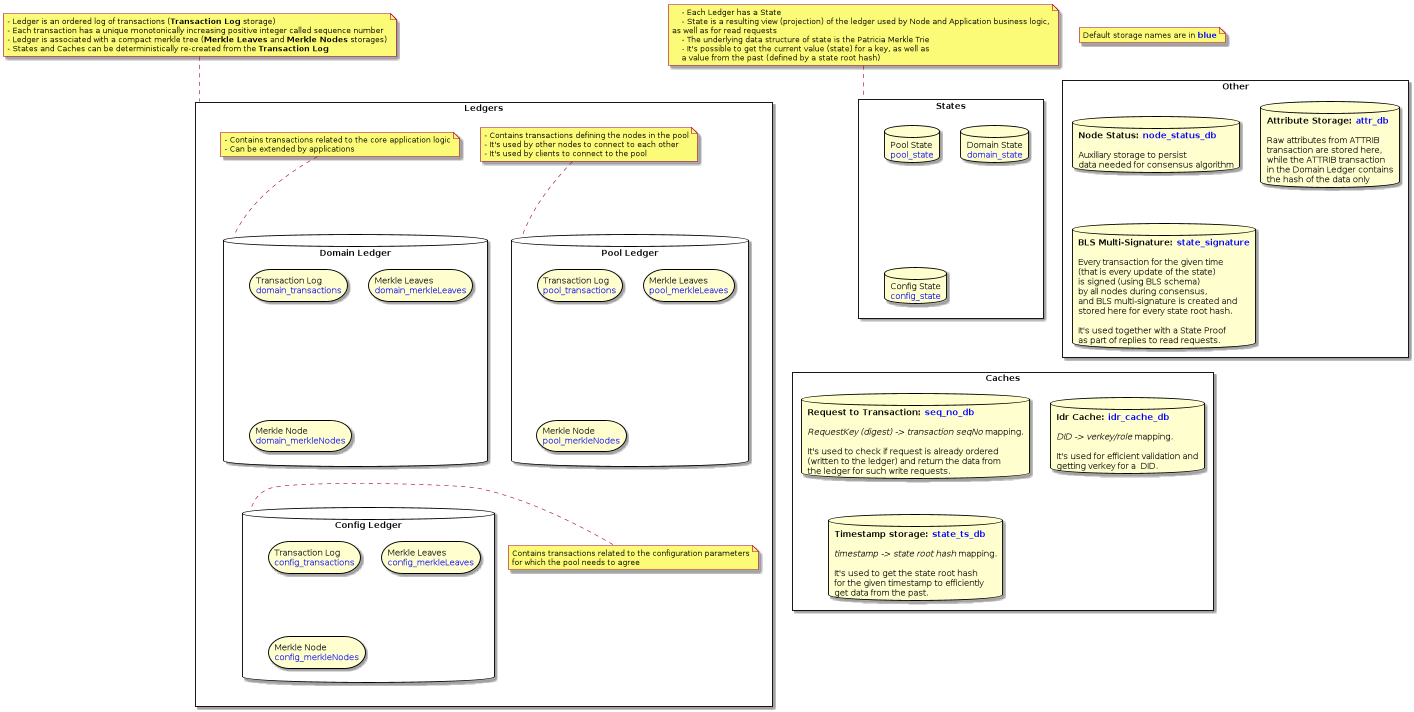 - Ledger is an ordered log of transactions (Transaction Log storage)
- Each transaction has a unique monotonically increasing positive integer called sequence number
- Ledger is associated with a compact merkle tree (Merkle Leaves and Merkle Nodes storages)
- States and Caches can be deterministically re-created from the Transaction Log
- Each Ledger has a State
- State is a resulting view (projection) of the ledger used by Node and Application business logic,
as well as for read requests
- The underlying data structure of state is the Patricia Merkle Trie
- It's possible to get the current value (state) for a key, as well as
a value from the past (defined by a state root hash)
Default storage names are in blue
Ledgers
- Contains transactions related to the core application logic
- Can be extended by applications
- Contains transactions defining the nodes in the pool
- It's used by other nodes to connect to each other
- It's used by clients to connect to the pool
Domain Ledger
Transaction Log
domain_transactions
Merkle Leaves
domain_merkleLeaves
Merkle Node
domain_merkleNodes
Pool Ledger
Transaction Log
pool_transactions
Merkle Leaves
pool_merkleLeaves
Merkle Node
pool_merkleNodes
Config Ledger
Transaction Log
config_transactions
Merkle Leaves
config_merkleLeaves
Merkle Node
config_merkleNodes
Contains transactions related to the configuration parameters
for which the pool needs to agree
States
Pool State
pool_state
Domain State
domain_state
Config State
config_state
Other
Node Status: node_status_db
Auxiliary storage to persist
data needed for consensus algorithm
Attribute Storage: attr_db
Raw attributes from ATTRIB
transaction are stored here,
while the ATTRIB transaction
in the Domain Ledger contains
the hash of the data only
BLS Multi-Signature: state_signature
Every transaction for the given time
(that is every update of the state)
is signed (using BLS schema)
by all nodes during consensus,
and BLS multi-signature is created and
stored here for every state root hash.
It's used together with a State Proof
as part of replies to read requests.
Caches
Request to Transaction: seq_no_db
RequestKey (digest) -> transaction seqNo mapping.
It's used to check if request is already ordered
(written to the ledger) and return the data from
the ledger for such write requests.
Idr Cache: idr_cache_db
DID -> verkey/role mapping.
It's used for efficient validation and
getting verkey for a DID.
Timestamp storage: state_ts_db
timestamp -> state root hash mapping.
It's used to get the state root hash
for the given timestamp to efficiently
get data from the past.